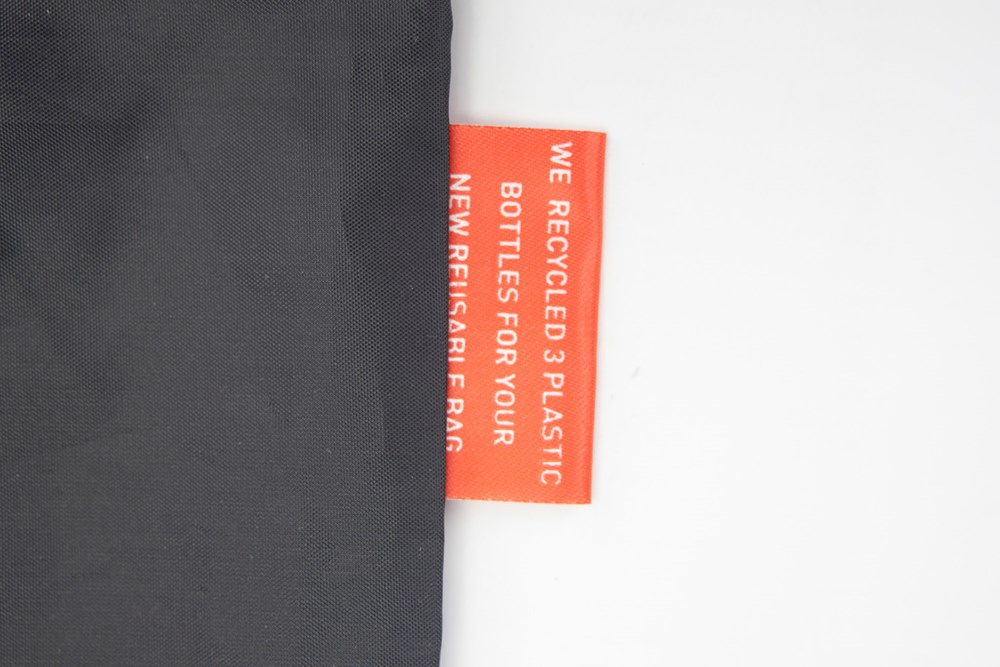 WE RECYCLED 3 PLASTIC
BOTTLES FOR YOUR
NEW REUSABLE BAG